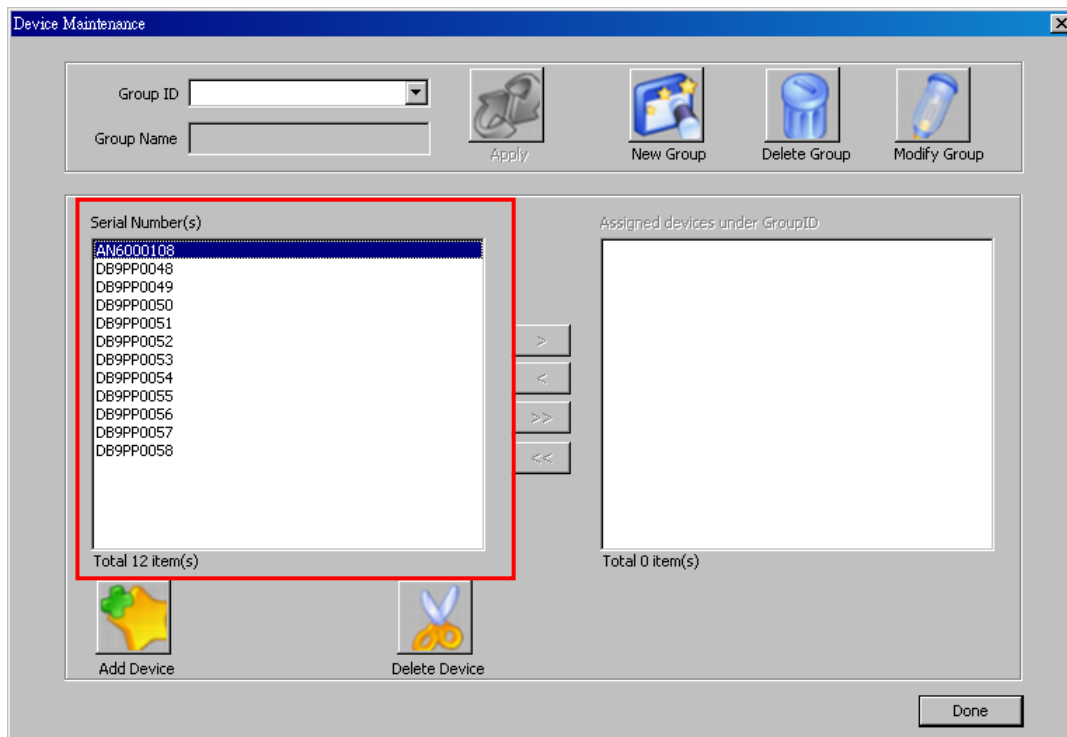 Device Maintenance
Group ID
Group Name
Apply
New Group
Delete Group
Modify Group
Serial Number(s)
AN6000108
DB9PP0048
DB9PP0049
DB9PP0050
DB9PP0051
DB9PP0052
DB9PP0053
DB9PP0054
DB9PP0055
DB9PP0056
DB9PP0057
DB9PP0058
Total 12 item(s)
>
<
>>
<<
Assigned devices under GroupID
Total 0 item(s)
Add Device
Delete Device
Done